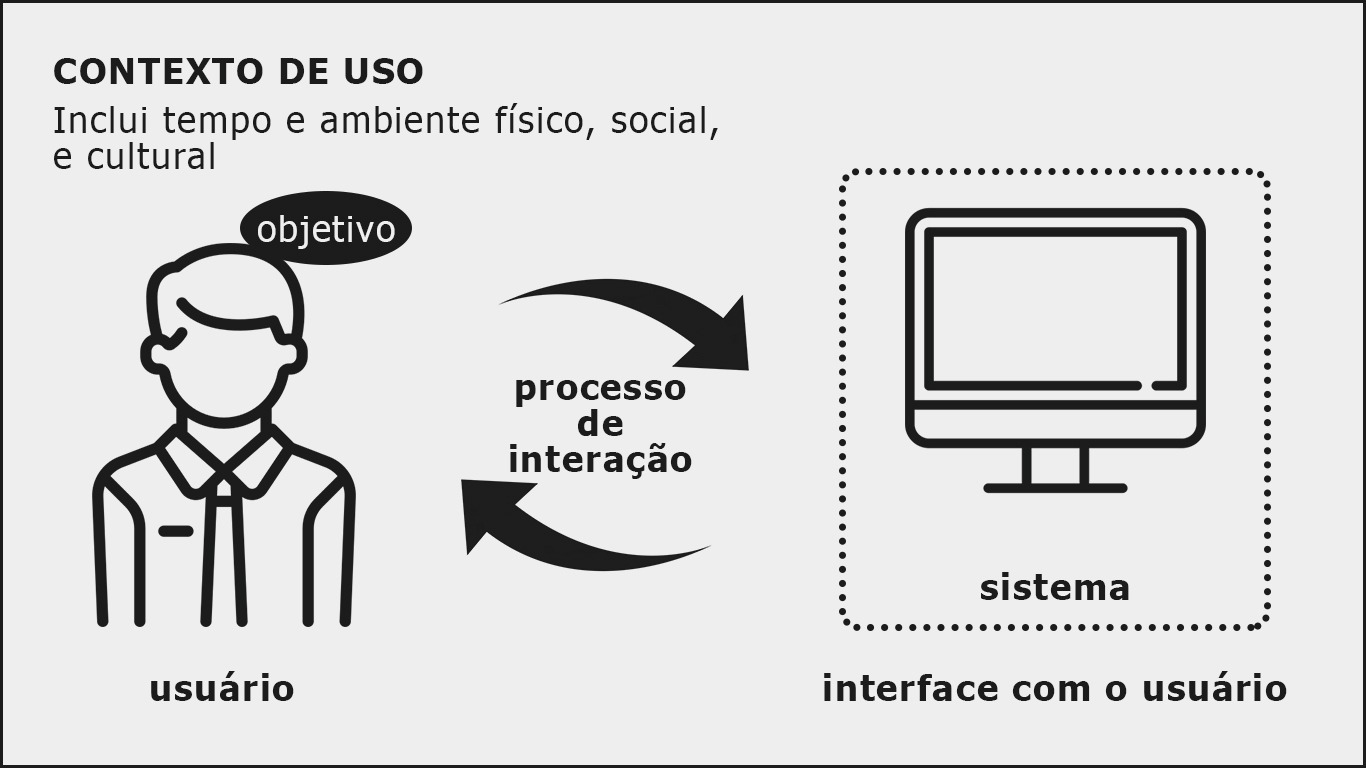 CONTEXTO DE USO
Inclui tempo e ambiente físico, social,
e cultural
objetivo
processo
de
interação
sistema
usuário
interface com o usuário